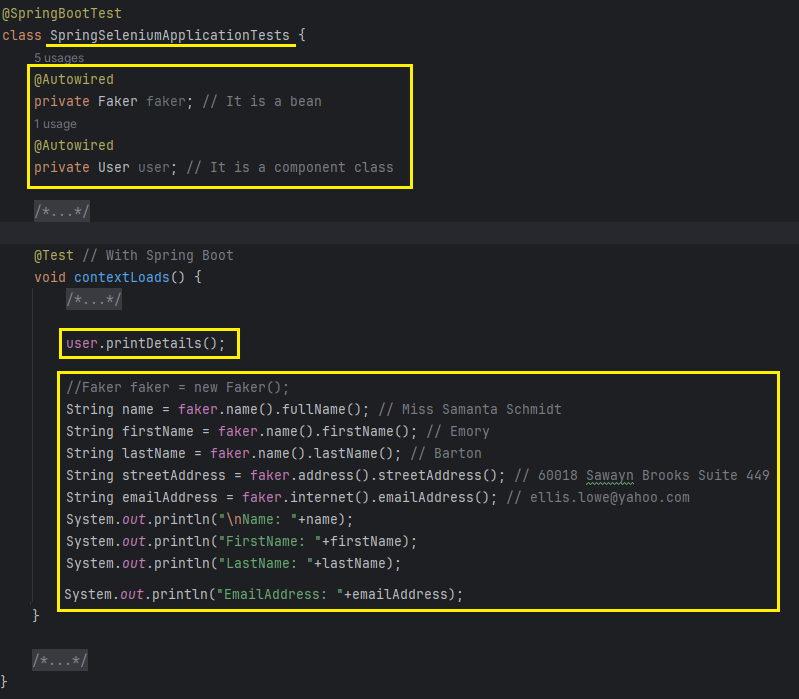 @SpringBootTest
class SpringSeleniumApplicationTests {
5 usages
@Autowired
private Faker faker; // It is a bean
1 usage
@Autowired
private User user; // It is a component class
/*...*/
@Test // With Spring Boot
void contextLoads() {
/*...*/
user.printDetails();
//Faker faker = new Faker();
String name = faker.name().fullName(); // Miss Samanta Schmidt
String firstName = faker.name().firstName(); // Emory
String lastName = faker.name().lastName(); // Barton
String streetAddress = faker.address().streetAddress(); // 60018 Sawayn Brooks Suite 449
String emailAddress = faker.internet().emailAddress(); // ellis.lowe@yahoo.com
System.out.println("\nName: "+name);
System.out.println("FirstName: "+firstName);
System.out.println("LastName: "+lastName);
System.out.println("EmailAddress: "+emailAddress);
}
/*...*/
}